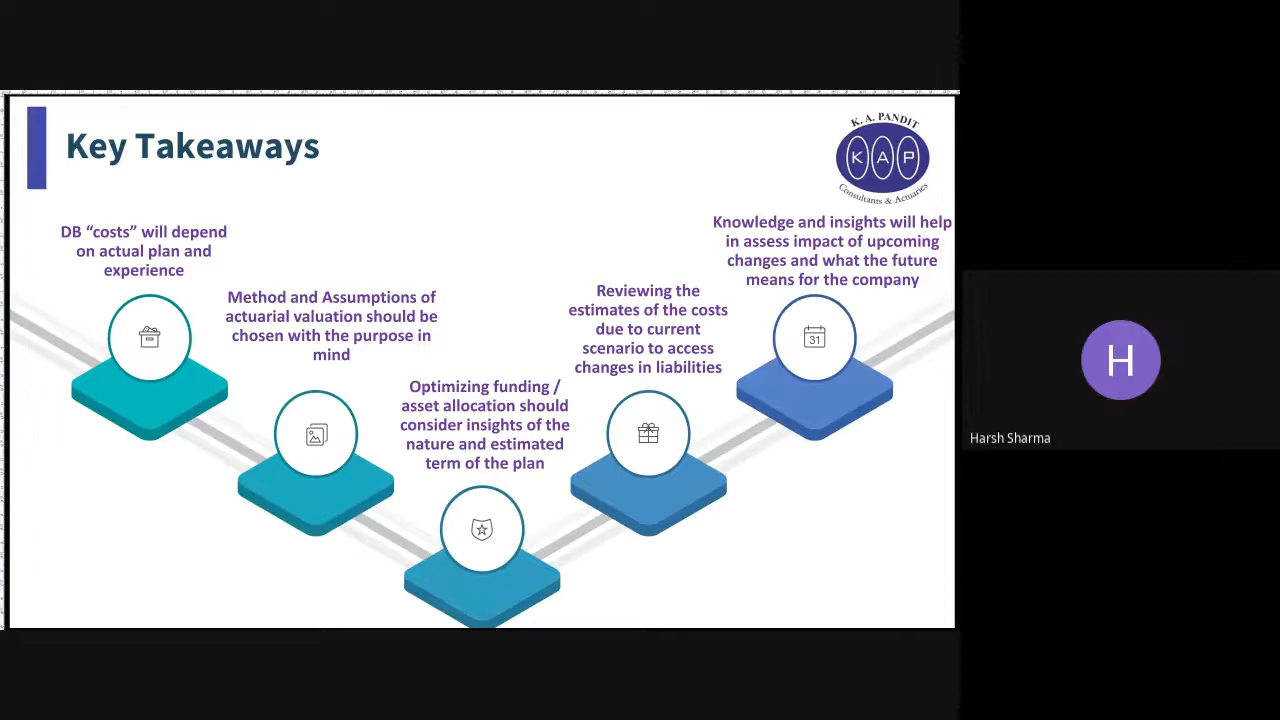 Key Takeaways
K. A. PANDIT
K A P
Consultants & Actuaries
DB “costs” will depend
on actual plan and
experience
Method and Assumptions of
actuarial valuation should be
chosen with the purpose in
mind
Optimizing funding /
asset allocation should
consider insights of the
nature and estimated
term of the plan
Reviewing the
estimates of the costs
due to current
scenario to access
changes in liabilities
Knowledge and insights will help
in assess impact of upcoming
changes and what the future
means for the company
31
H
Harsh Sharma